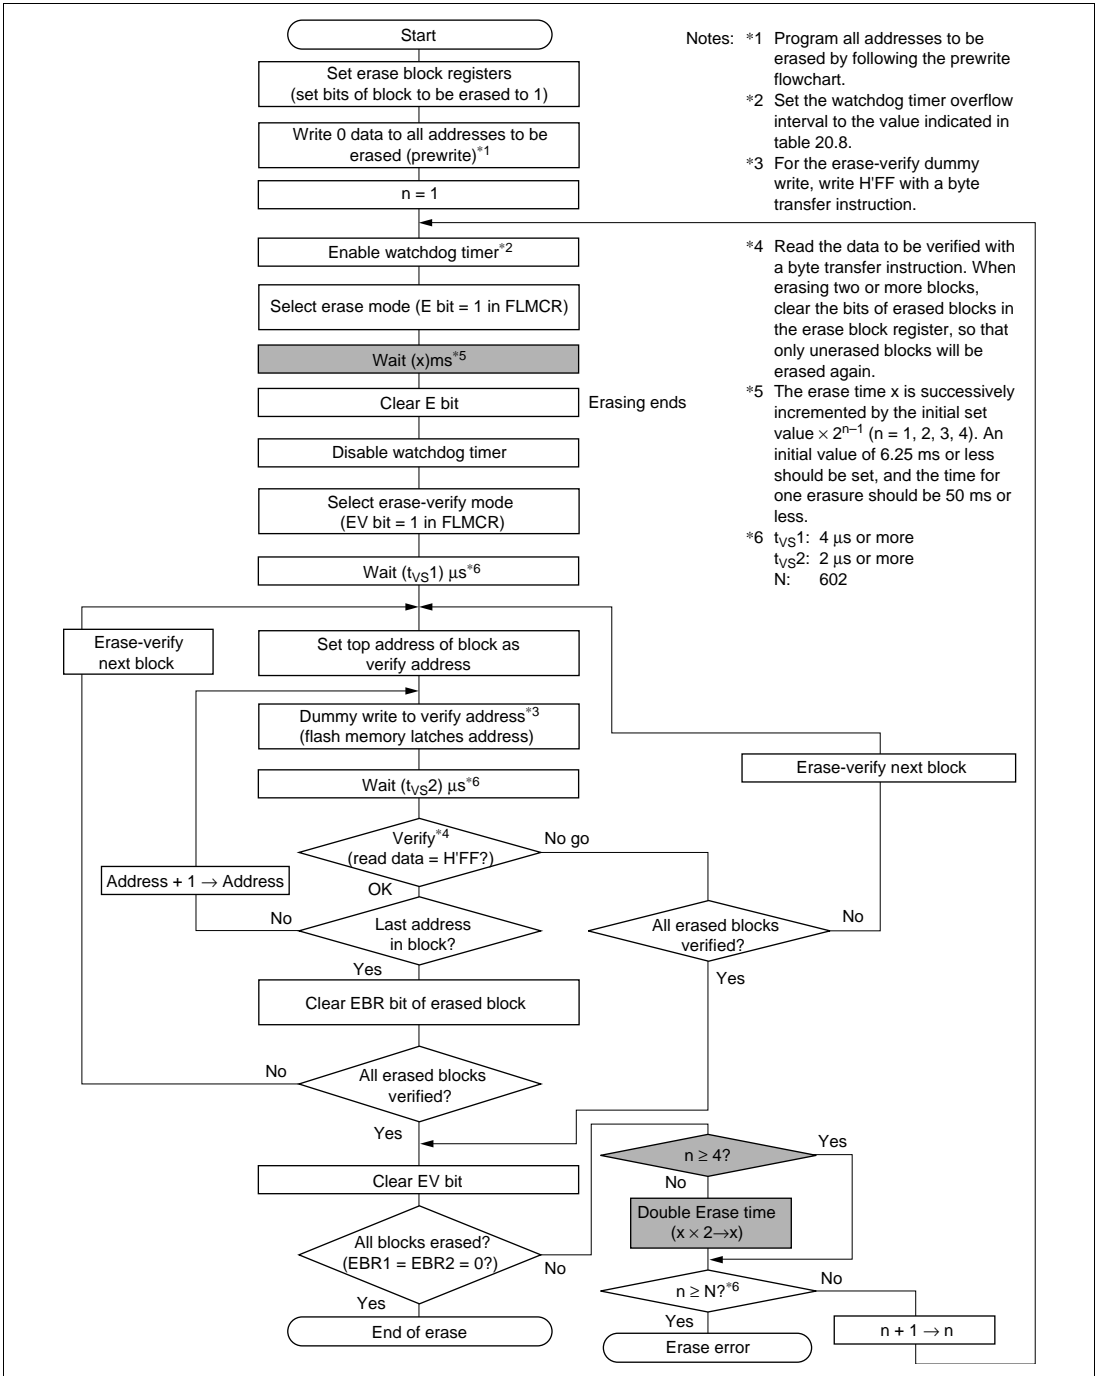 Start
Set erase block registers
(set bits of block to be erased to 1)
Write 0 data to all addresses to be
erased (prewrite)*1
n = 1
Enable watchdog timer*2
Select erase mode (E bit = 1 in FLMCR)
Wait (x)ms*5
Clear E bit
Erasing ends
Disable watchdog timer
Select erase-verify mode
(EV bit = 1 in FLMCR)
Wait (tVS1) μs*6
Erase-verify
next block
Set top address of block as
verify address
Dummy write to verify address*3
(flash memory latches address)
Wait (tVS2) μs*6
Erase-verify next block
Verify*4
(read data = H'FF?)
No go
OK
Address + 1 → Address
No
Last address
in block?
Yes
All erased blocks
verified?
No
Yes
Clear EBR bit of erased block
No
All erased blocks
verified?
Yes
Clear EV bit
All blocks erased?
(EBR1 = EBR2 = 0?)
No
Yes
End of erase
n ≥ 4?
Yes
No
Double Erase time
(x × 2→x)
n ≥ N?*6
No
Yes
n + 1 → n
Erase error
Notes: *1 Program all addresses to be
erased by following the prewrite
flowchart.
*2 Set the watchdog timer overflow
interval to the value indicated in
table 20.8.
*3 For the erase-verify dummy
write, write H'FF with a byte
transfer instruction.
*4 Read the data to be verified with
a byte transfer instruction. When
erasing two or more blocks,
clear the bits of erased blocks in
the erase block register, so that
only unerased blocks will be
erased again.
*5 The erase time x is successively
incremented by the initial set
value × 2n–1 (n = 1, 2, 3, 4). An
initial value of 6.25 ms or less
should be set, and the time for
one erasure should be 50 ms or
less.
*6 tVS1: 4 μs or more
tVS2: 2 μs or more
N: 602